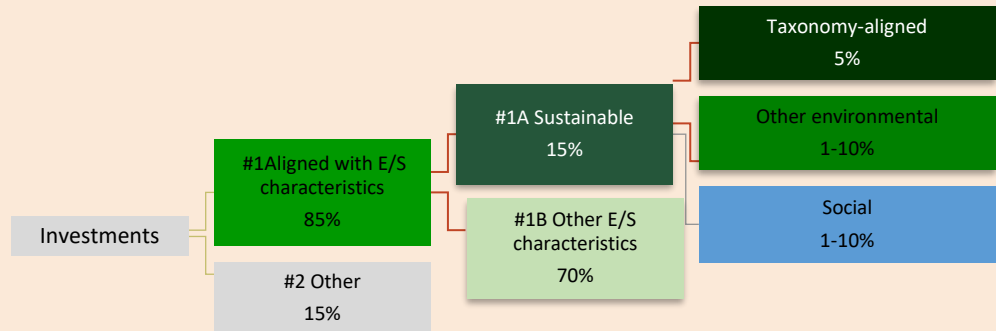 Investments
#1Aligned with E/S
characteristics
85%
#2 Other
15%
#1A Sustainable
15%
#1B Other E/S
characteristics
70%
Taxonomy-aligned
5%
Other environmental
1-10%
Social
1-10%